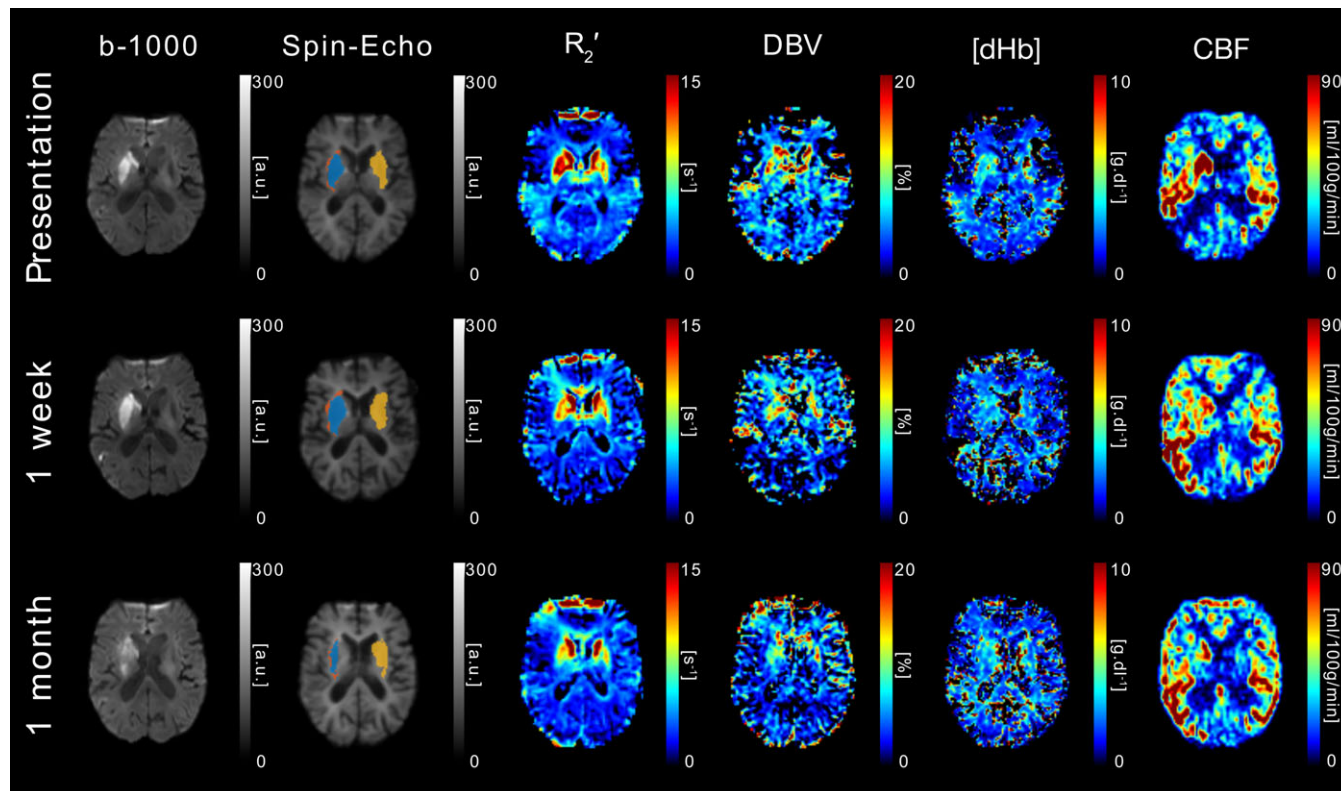 b-1000 Spin-Echo R₂′ DBV [dHb] CBF
Presentation
300 300 15 20 10 90
[a.u.] [a.u.] [s⁻¹] [%] [g.dl⁻¹] [ml/100g/min]
0 0 0 0 0 0
1 week
300 300 15 20 10 90
[a.u.] [a.u.] [s⁻¹] [%] [g.dl⁻¹] [ml/100g/min]
0 0 0 0 0 0
1 month
300 300 15 20 10 90
[a.u.] [a.u.] [s⁻¹] [%] [g.dl⁻¹] [ml/100g/min]
0 0 0 0 0 0